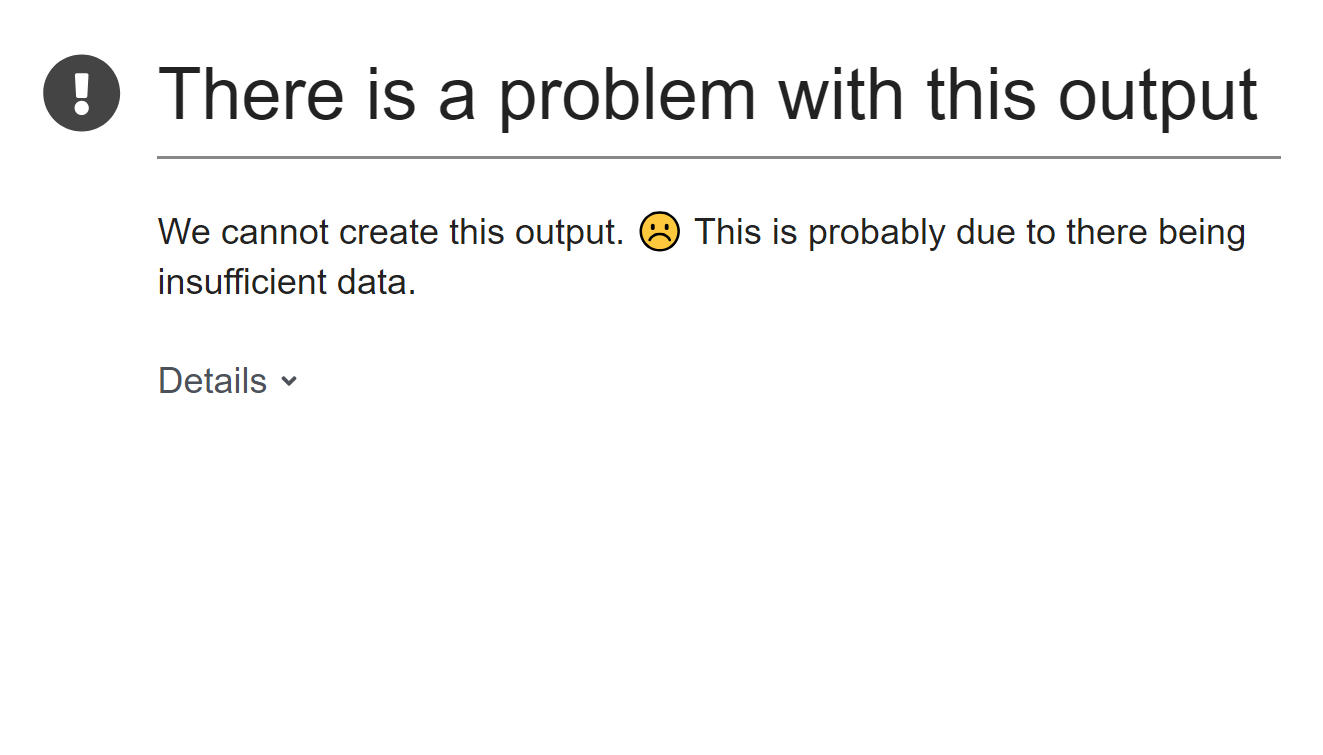 There is a problem with this output
We cannot create this output. ☹️ This is probably due to there being
insufficient data.
Details